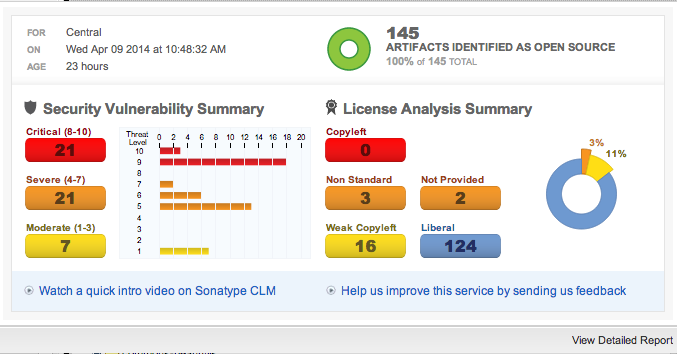 FOR Central
ON Wed Apr 09 2014 at 10:48:32 AM
AGE 23 hours
145
ARTIFACTS IDENTIFIED AS OPEN SOURCE
100% of 145 TOTAL
Security Vulnerability Summary
Critical (8-10)
21
Severe (4-7)
21
Moderate (1-3)
7
Threat
Level
0 2 4 6 8 10 12 14 16 18 20
10
9
8
7
6
5
4
3
2
1
License Analysis Summary
Copyleft
0
Non Standard Not Provided
3 2
Weak Copyleft Liberal
16 124
3%
11%
Watch a quick intro video on Sonatype CLM
Help us improve this service by sending us feedback
View Detailed Report